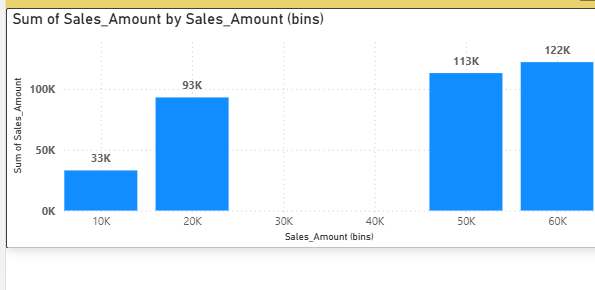 Sum of Sales_Amount by Sales_Amount (bins)
122K
113K
93K
33K
100K
50K
0K
Sum of Sales_Amount
10K 20K 30K 40K 50K 60K
Sales_Amount (bins)